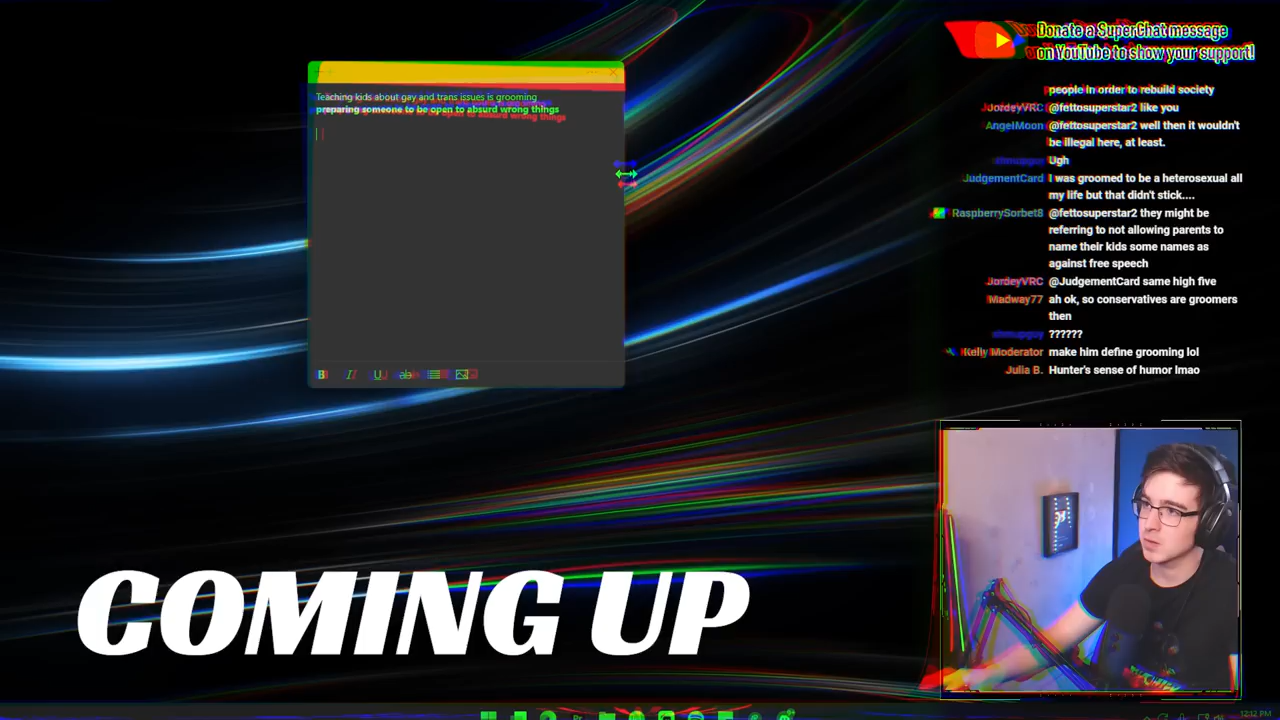 Donate a SuperChat message
on YouTube to show your support!
Teaching kids about gay and trans issues is grooming
preparing someone to be open to absurd wrong things
people in order to rebuild society
JordeyVRC @fettosuperstar2 like you
AngelMoon @fettosuperstar2 well then it wouldn't
be illegal here, at least.
Ugh
JudgementCard I was groomed to be a heterosexual all
my life but that didn't stick....
RaspberrySorbet8 @fettosuperstar2 they might be
referring to not allowing parents to
name their kids some names as
against free speech
JordeyVRC @JudgementCard same high five
Madway77 ah ok, so conservatives are groomers
then
??????
Kelly Moderator make him define grooming lol
Julia B. Hunter's sense of humor lmao
B I U ab
COMING UP
12:12 PM